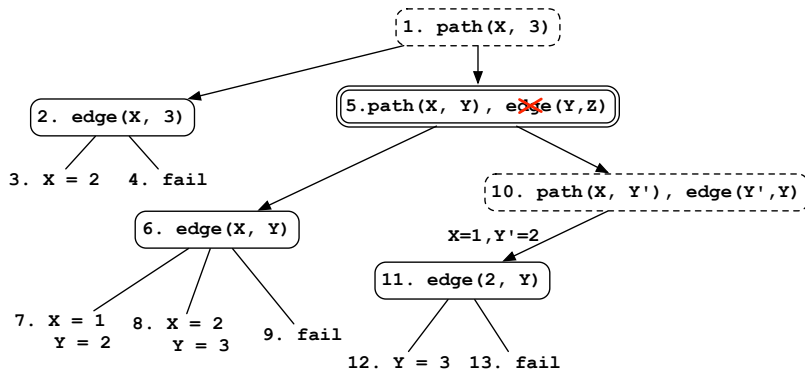 1. path(X, 3)
2. edge(X, 3)
5.path(X, Y), edge(Y,Z)
3. X = 2
4. fail
10. path(X, Y'), edge(Y',Y)
6. edge(X, Y)
X=1,Y'=2
11. edge(2, Y)
7. X = 1
Y = 2
8. X = 2
Y = 3
9. fail
12. Y = 3
13. fail